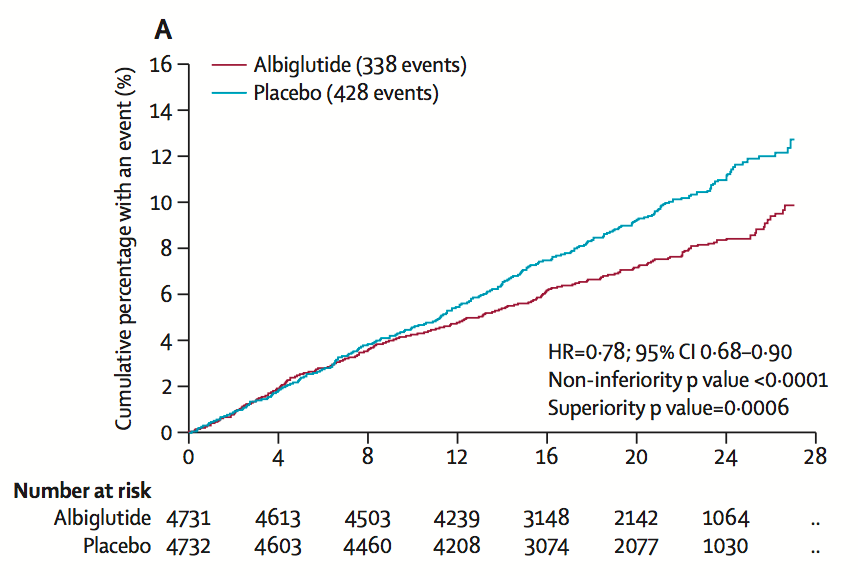 A
Cumulative percentage with an event (%)
16
14
12
10
8
6
4
2
0
Albiglutide (338 events)
Placebo (428 events)
HR=0·78; 95% CI 0·68–0·90
Non-inferiority p value <0·0001
Superiority p value=0·0006
0 4 8 12 16 20 24 28
Number at risk
Albiglutide 4731 4613 4503 4239 3148 2142 1064 ..
Placebo 4732 4603 4460 4208 3074 2077 1030 ..